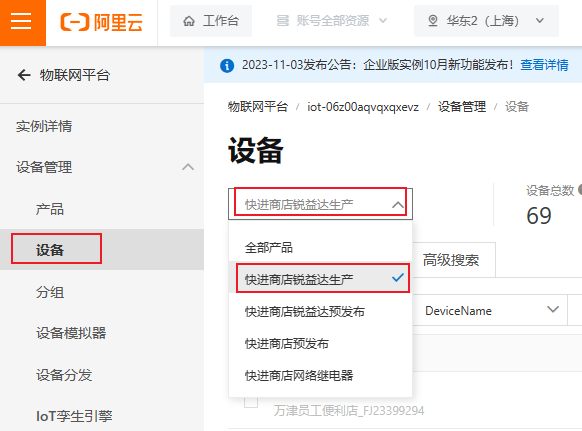 阿里云 工作台 账号全部资源 华东2（上海）
物联网平台
2023-11-03发布公告：企业版实例10月新功能发布！查看详情
物联网平台 / iot-06z00aqvqxqxevz / 设备管理 / 设备
实例详情
设备
设备管理
设备总数
产品
快进商店锐益达生产
69
设备
全部产品
高级搜索
快进商店锐益达生产
分组
快进商店锐益达预发布
DeviceName
设备模拟器
快进商店预发布
设备分发
快进商店网络继电器
IoT孪生引擎
万津员工便利店_FJ23399294